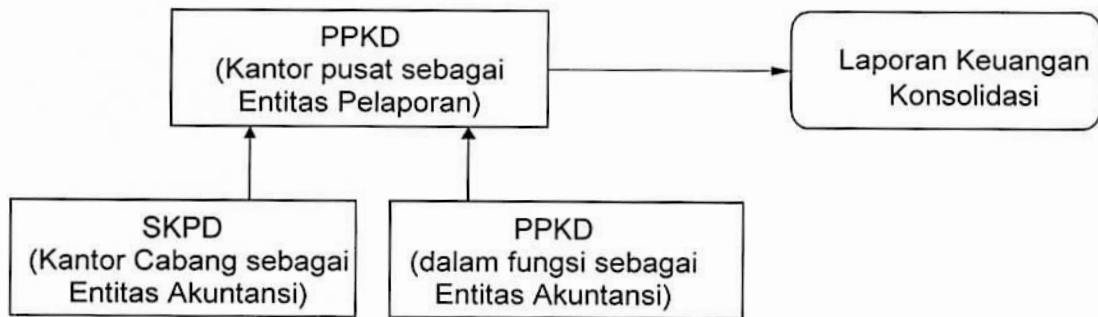 PPKD
(Kantor pusat sebagai
Entitas Pelaporan)
Laporan Keuangan
Konsolidasi
SKPD
(Kantor Cabang sebagai
Entitas Akuntansi)
PPKD
(dalam fungsi sebagai
Entitas Akuntansi)